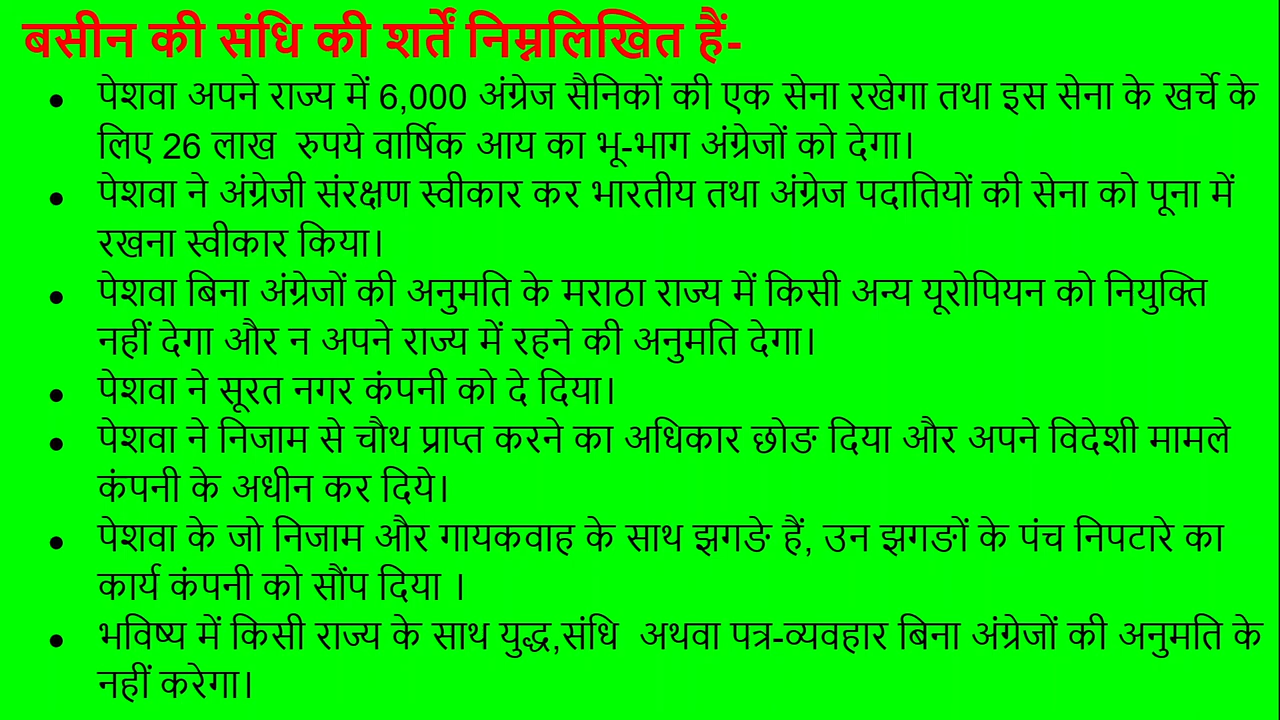 बसीन की संधि की शर्तें निम्नलिखित हैं-
● पेशवा अपने राज्य में 6,000 अंग्रेज सैनिकों की एक सेना रखेगा तथा इस सेना के खर्चे के
लिए 26 लाख रुपये वार्षिक आय का भू-भाग अंग्रेजों को देगा।
● पेशवा ने अंग्रेजी संरक्षण स्वीकार कर भारतीय तथा अंग्रेज पदातियों की सेना को पूना में
रखना स्वीकार किया।
● पेशवा बिना अंग्रेजों की अनुमति के मराठा राज्य में किसी अन्य यूरोपियन को नियुक्ति
नहीं देगा और न अपने राज्य में रहने की अनुमति देगा।
● पेशवा ने सूरत नगर कंपनी को दे दिया।
● पेशवा ने निजाम से चौथ प्राप्त करने का अधिकार छोङ दिया और अपने विदेशी मामले
कंपनी के अधीन कर दिये।
● पेशवा के जो निजाम और गायकवाह के साथ झगङे हैं, उन झगङों के पंच निपटारे का
कार्य कंपनी को सौंप दिया ।
● भविष्य में किसी राज्य के साथ युद्ध,संधि अथवा पत्र-व्यवहार बिना अंग्रेजों की अनुमति के
नहीं करेगा।